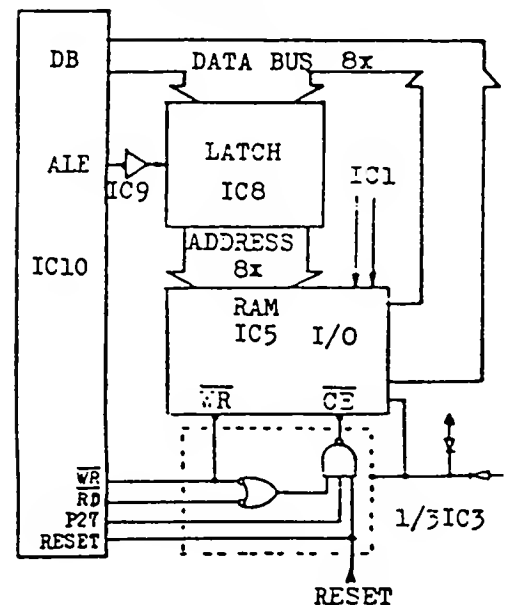 DB
DATA BUS 8x
ALE
IC9
LATCH
IC8
IC1
ADDRESS
8x
IC10
RAM
IC5 I/O
WR
CE
WR
RD
P27
RESET
1/3IC3
RESET